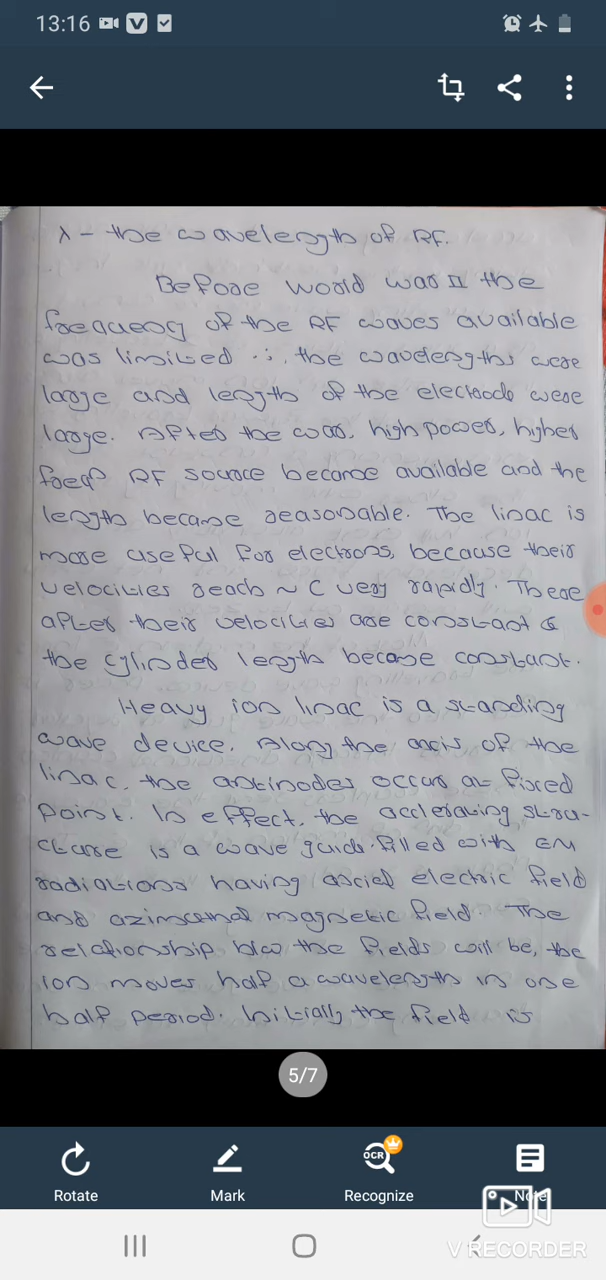 13:16
λ - the wavelength of RF.
Before World War II the
frequency of the RF waves available
was limited ∴ the wavelengths were
large and length of the electrode were
large. After the war, high power, higher
freqʸ RF source became available and the
length became reasonable. The linac is
more useful for electrons, because their
velocities reach ~ C very rapidly. There
after their velocities are constant &
the cylinder length become constant.
Heavy ion linac is a standing
wave device. Along the axis of the
linac, the antinodes occurs at fixed
point. In effect, the acclerating stru-
cture is a wave guide filled with EM
radiations having axial electric field
and azimuthal magnetic field. The
relationship b/w the fields will be, the
ion moves half a wavelength in one
half period. Initially the field is
5/7
OCR
Rotate Mark Recognize Note
V RECORDER